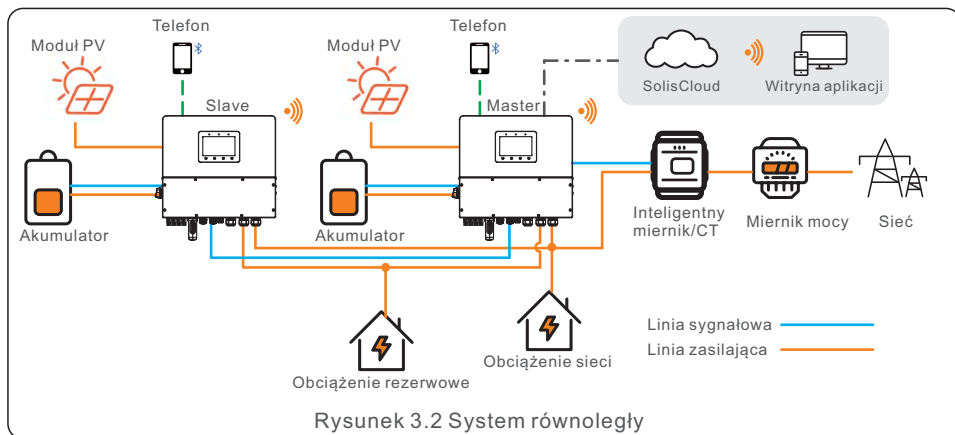 Telefon
Telefon
Moduł PV
Moduł PV
SolisCloud
Witryna aplikacji
Slave
Master
Akumulator
Akumulator
Inteligentny
miernik/CT
Miernik mocy
Sieć
Linia sygnałowa
Linia zasilająca
Obciążenie sieci
Obciążenie rezerwowe
Rysunek 3.2 System równoległy